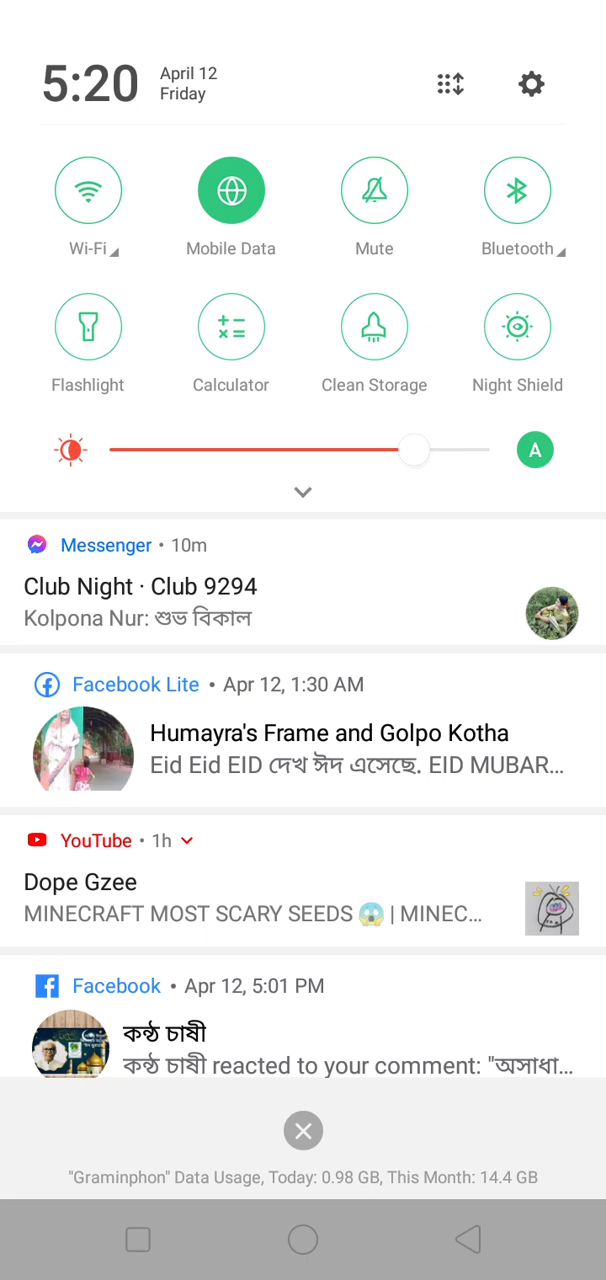 5:20
April 12
Friday
Wi-Fi
Mobile Data
Mute
Bluetooth
Flashlight
Calculator
Clean Storage
Night Shield
A
Messenger • 10m
Club Night · Club 9294
Kolpona Nur: শুভ বিকাল
Facebook Lite • Apr 12, 1:30 AM
Humayra's Frame and Golpo Kotha
Eid Eid EID দেখ ঈদ এসেছে. EID MUBAR...
YouTube • 1h
Dope Gzee
MINECRAFT MOST SCARY SEEDS 😱 | MINEC...
Facebook • Apr 12, 5:01 PM
কন্ঠ চাষী
কন্ঠ চাষী reacted to your comment: "অসাধা...
"Graminphon" Data Usage, Today: 0.98 GB, This Month: 14.4 GB